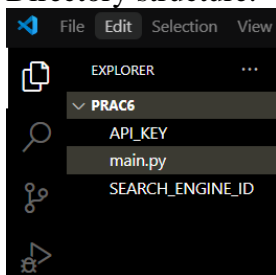 Directory structure:
File Edit Selection View
EXPLORER ...
PRAC6
API_KEY
main.py
SEARCH_ENGINE_ID